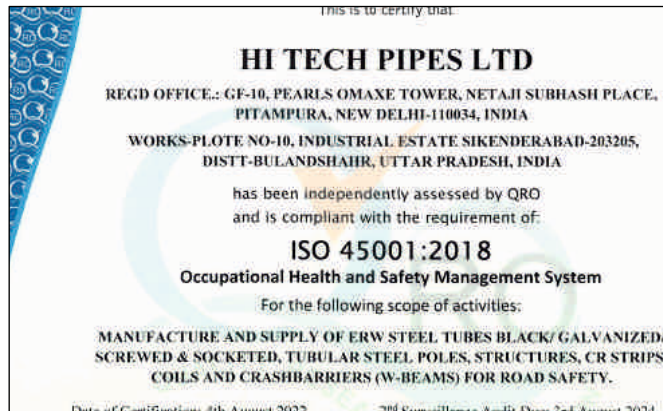 This is to certify that
HI TECH PIPES LTD
REGD OFFICE.: GF-10, PEARLS OMAXE TOWER, NETAJI SUBHASH PLACE,
PITAMPURA, NEW DELHI-110034, INDIA
WORKS-PLOTE NO-10, INDUSTRIAL ESTATE SIKENDERABAD-203205,
DISTT-BULANDSHAHR, UTTAR PRADESH, INDIA
has been independently assessed by QRO
and is compliant with the requirement of:
ISO 45001:2018
Occupational Health and Safety Management System
For the following scope of activities:
MANUFACTURE AND SUPPLY OF ERW STEEL TUBES BLACK/ GALVANIZED/
SCREWED & SOCKETED, TUBULAR STEEL POLES, STRUCTURES, CR STRIPS
COILS AND CRASHBARRIERS (W-BEAMS) FOR ROAD SAFETY.
Date of Certification: 4th August 2022 2nd Surveillance Audit Due: 3rd August 2024